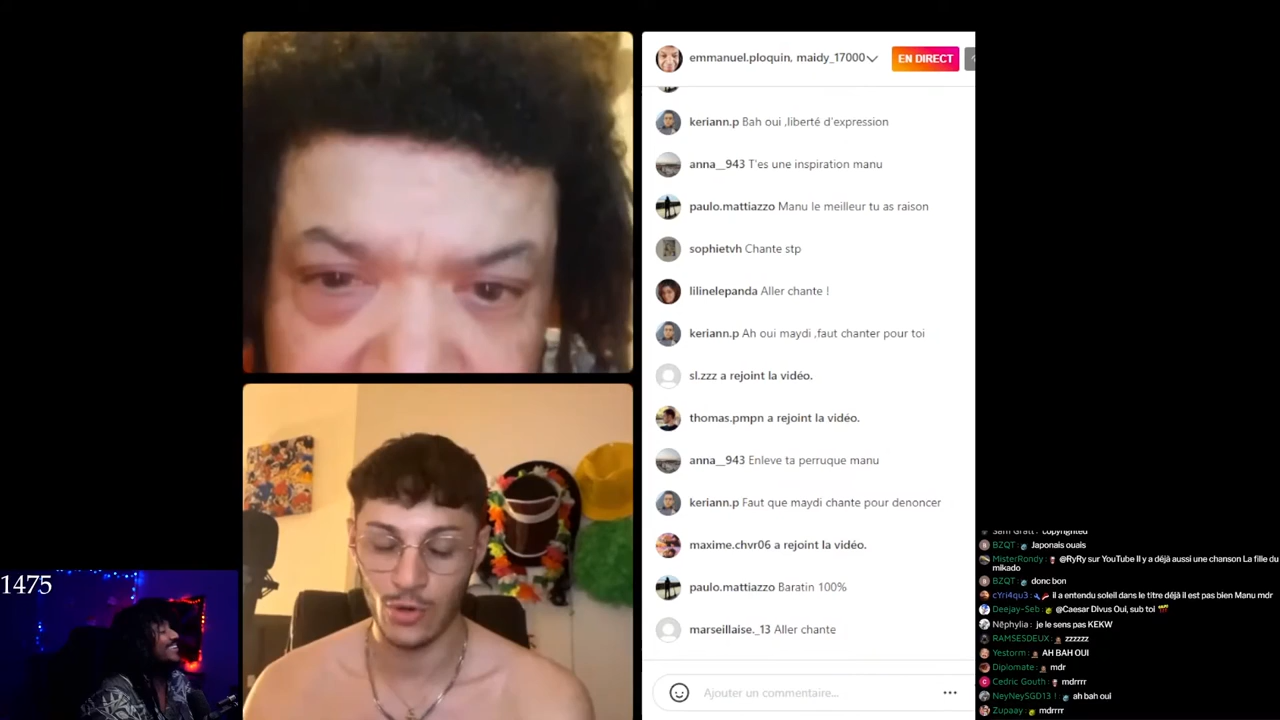 emmanuel.ploquin, maidy_17000
EN DIRECT
keriann.p Bah oui ,liberté d'expression
anna__943 T'es une inspiration manu
paulo.mattiazzo Manu le meilleur tu as raison
sophietvh Chante stp
lilinelepanda Aller chante !
keriann.p Ah oui maydi ,faut chanter pour toi
sl.zzz a rejoint la vidéo.
thomas.pmpn a rejoint la vidéo.
anna__943 Enleve ta perruque manu
keriann.p Faut que maydi chante pour denoncer
maxime.chvr06 a rejoint la vidéo.
paulo.mattiazzo Baratin 100%
marseillaise._13 Aller chante
Ajouter un commentaire...
1475
Sam Gratt : copyrighted
BZQT : Japonais ouais
MisterRondy : @RyRy sur YouTube Il y a déjà aussi une chanson La fille du
mikado
BZQT : donc bon
cYri4qu3 : il a entendu soleil dans le titre déjà il est pas bien Manu mdr
Deejay-Seb : @Caesar Divus Oui, sub toi
Nêphylia : je le sens pas KEKW
RAMSESDEUX : zzzzzz
Yestorm : AH BAH OUI
Diplomate : mdr
Cedric Gouth : mdrrrr
NeyNeySGD13 ! : ah bah oui
Zupaay : mdrrrr